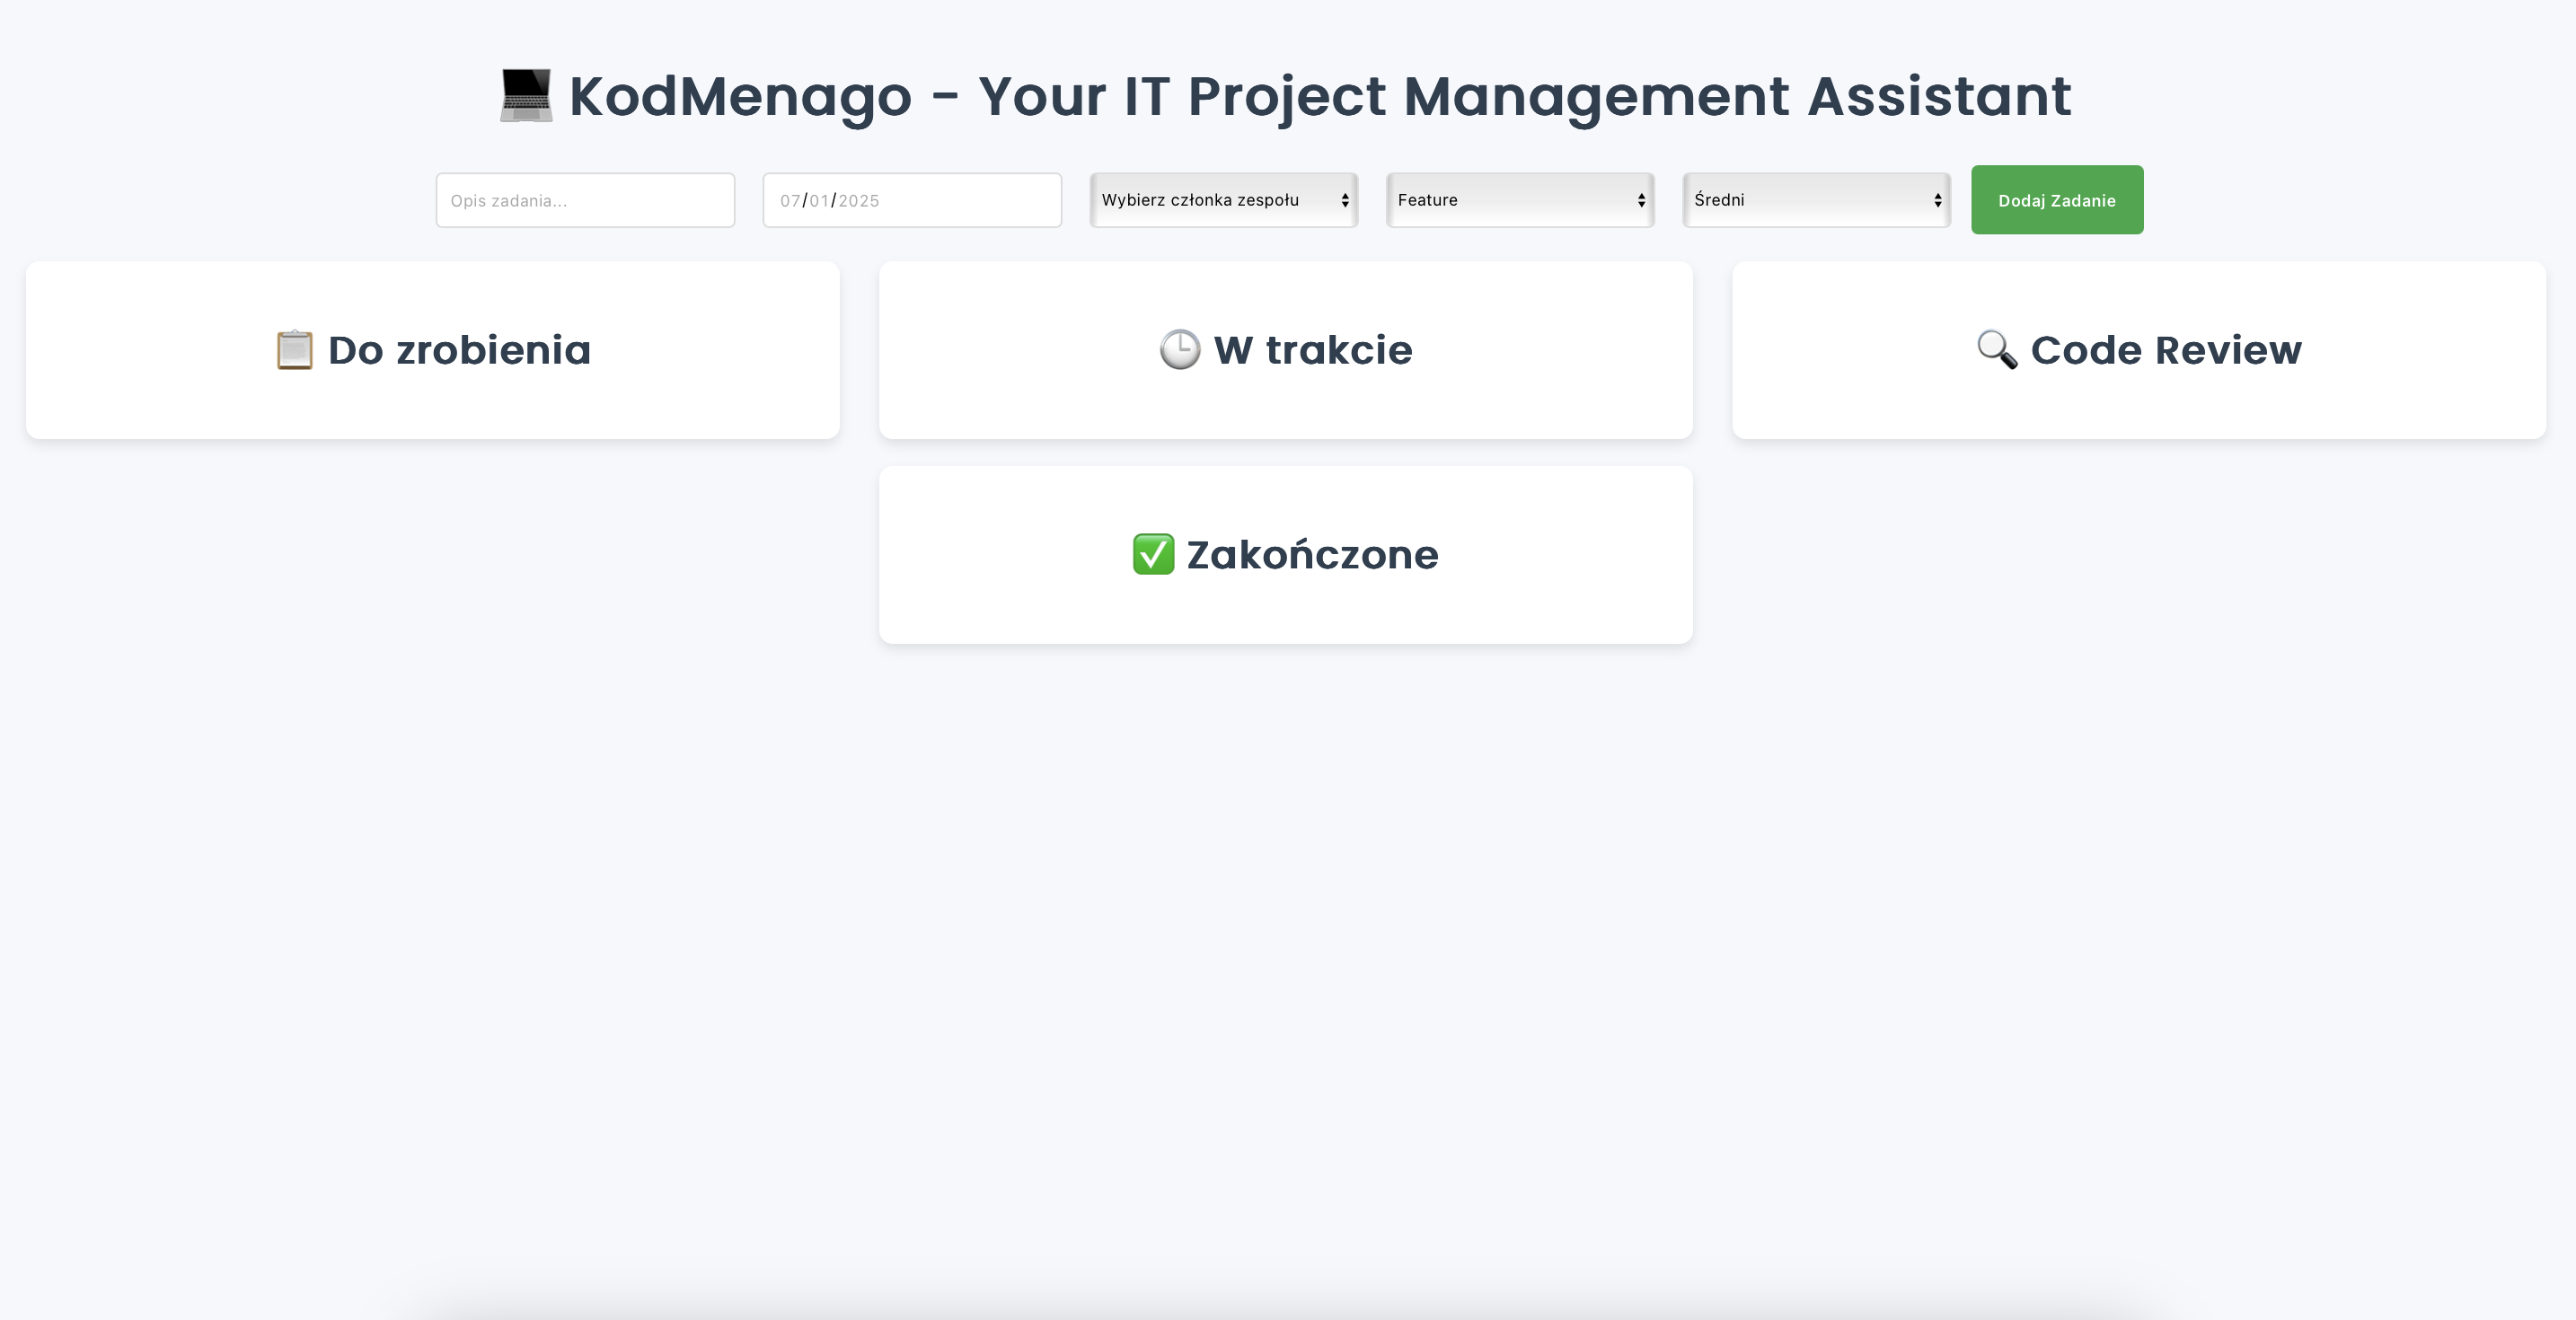 KodMenago - Your IT Project Management Assistant
Opis zadania...
07/01/2025
Wybierz członka zespołu
Feature
Średni
Dodaj Zadanie
Do zrobienia
W trakcie
Code Review
Zakończone